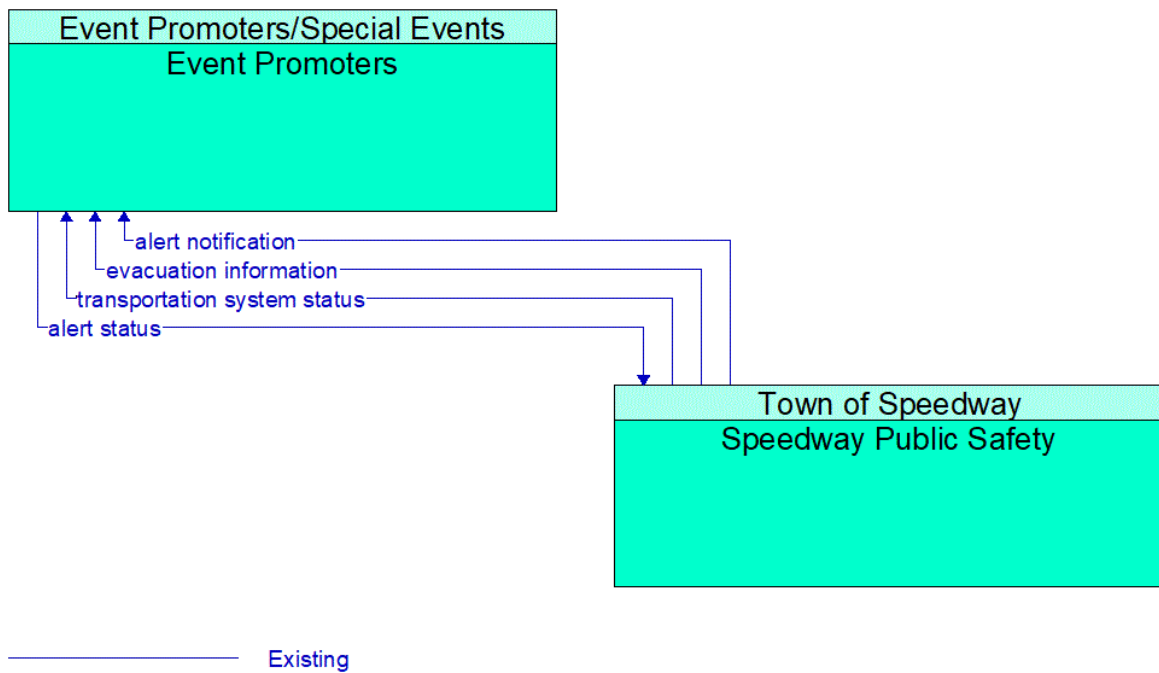 Event Promoters/Special Events
Event Promoters
alert notification
evacuation information
transportation system status
alert status
Town of Speedway
Speedway Public Safety
Existing